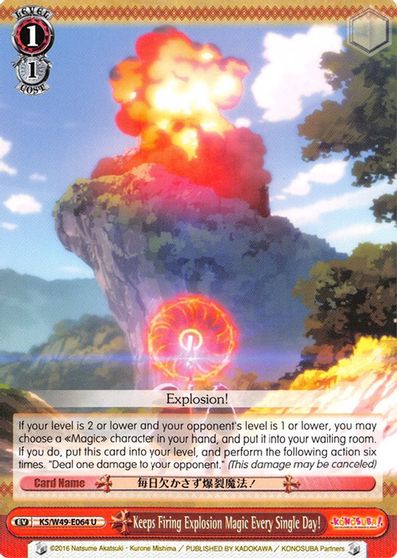 LEVEL
1
1
COST
Explosion!
If your level is 2 or lower and your opponent's level is 1 or lower, you may
choose a «Magic» character in your hand, and put it into your waiting room.
If you do, put this card into your level, and perform the following action six
times. "Deal one damage to your opponent." (This damage may be canceled)
Card Name 毎日欠かさず爆裂魔法！
EV KS/W49-E064 U Keeps Firing Explosion Magic Every Single Day! KONOSUBA!
©2016 Natsume Akatsuki・Kurone Mishima / PUBLISHED BY KADOKAWA / KONOSUBA Partners